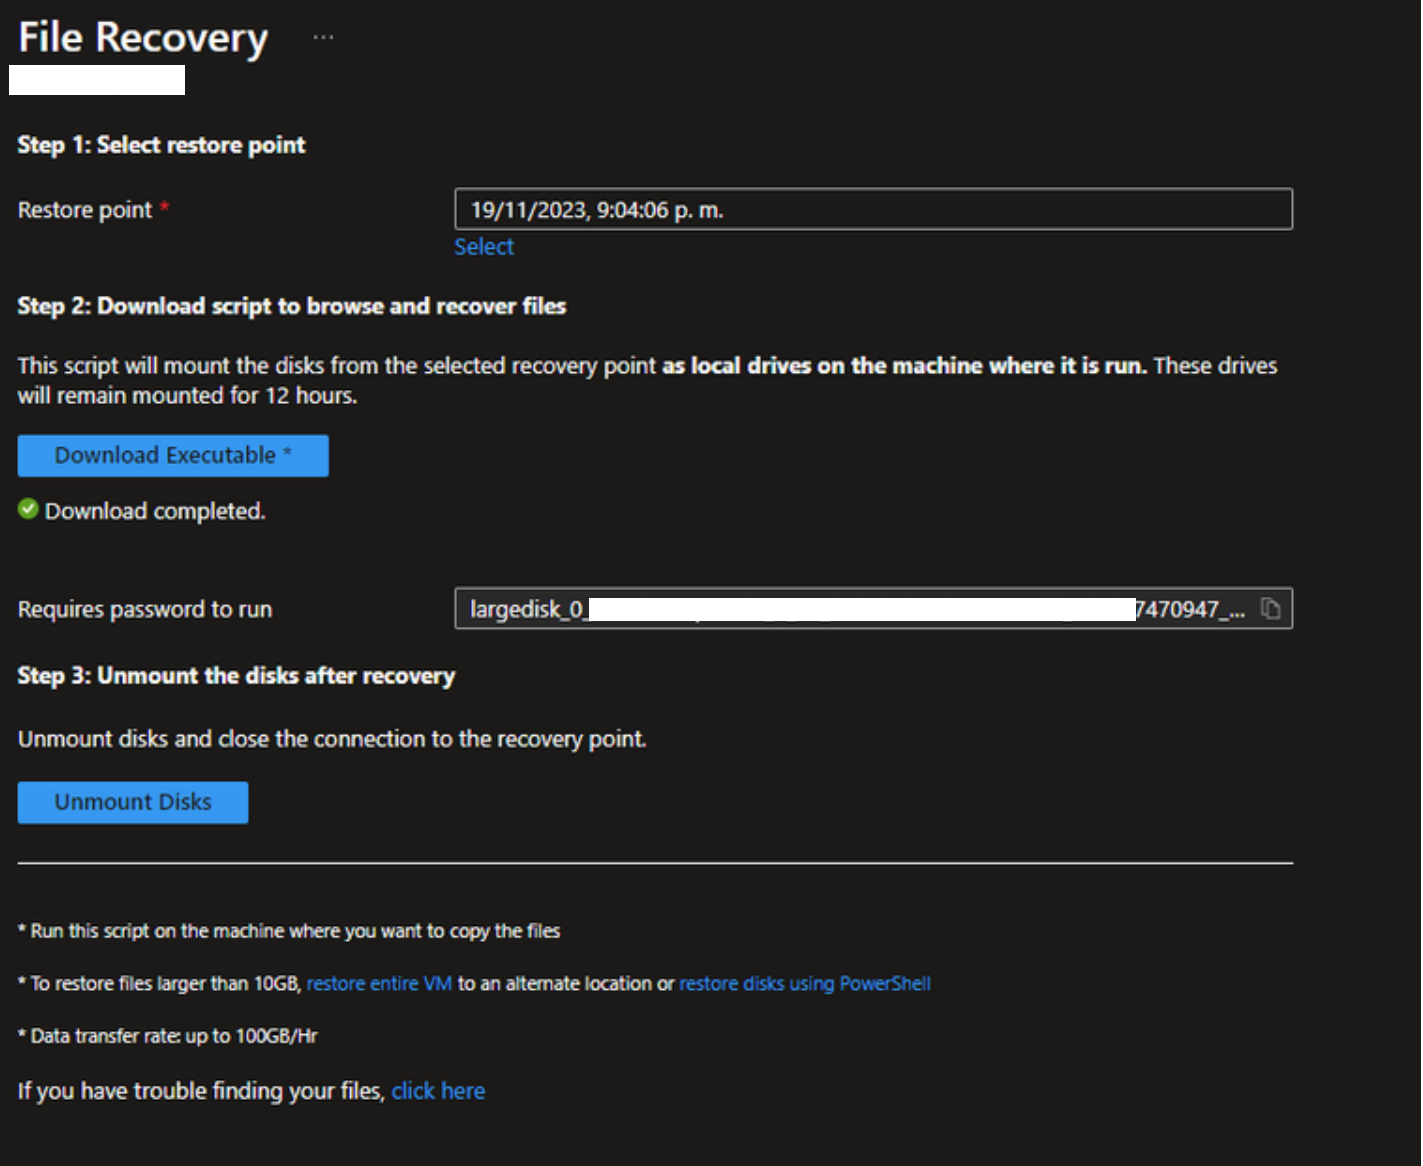 File Recovery ...
Step 1: Select restore point
Restore point * 19/11/2023, 9:04:06 p. m.
Select
Step 2: Download script to browse and recover files
This script will mount the disks from the selected recovery point as local drives on the machine where it is run. These drives
will remain mounted for 12 hours.
Download Executable *
Download completed.
Requires password to run largedisk_0_ 7470947_...
Step 3: Unmount the disks after recovery
Unmount disks and close the connection to the recovery point.
Unmount Disks
* Run this script on the machine where you want to copy the files
* To restore files larger than 10GB, restore entire VM to an alternate location or restore disks using PowerShell
* Data transfer rate: up to 100GB/Hr
If you have trouble finding your files, click here